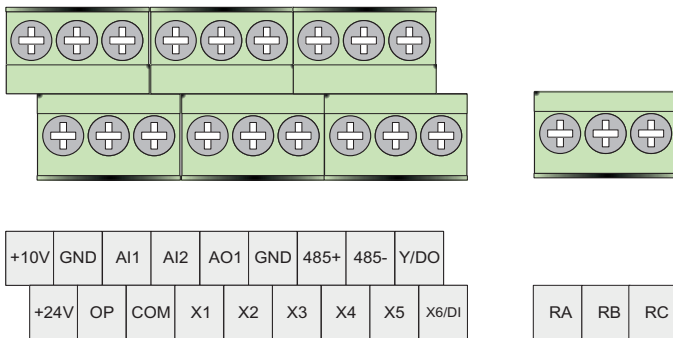 +10V GND AI1 AI2 AO1 GND 485+ 485- Y/DO
+24V OP COM X1 X2 X3 X4 X5 X6/DI RA RB RC